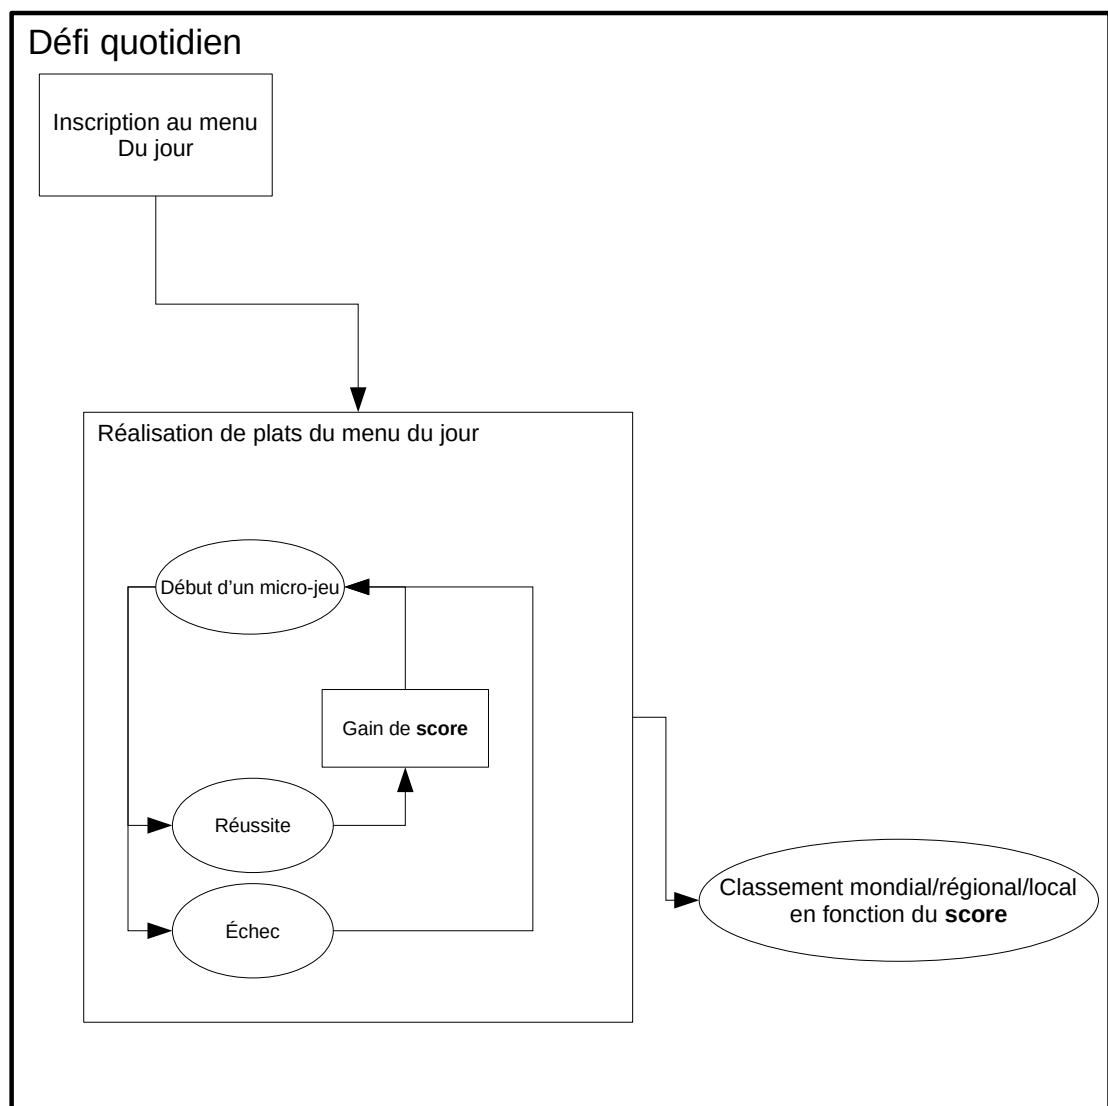 Défi quotidien
Inscription au menu
Du jour
Réalisation de plats du menu du jour
Début d’un micro-jeu
Gain de score
Réussite
Échec
Classement mondial/régional/local
en fonction du score